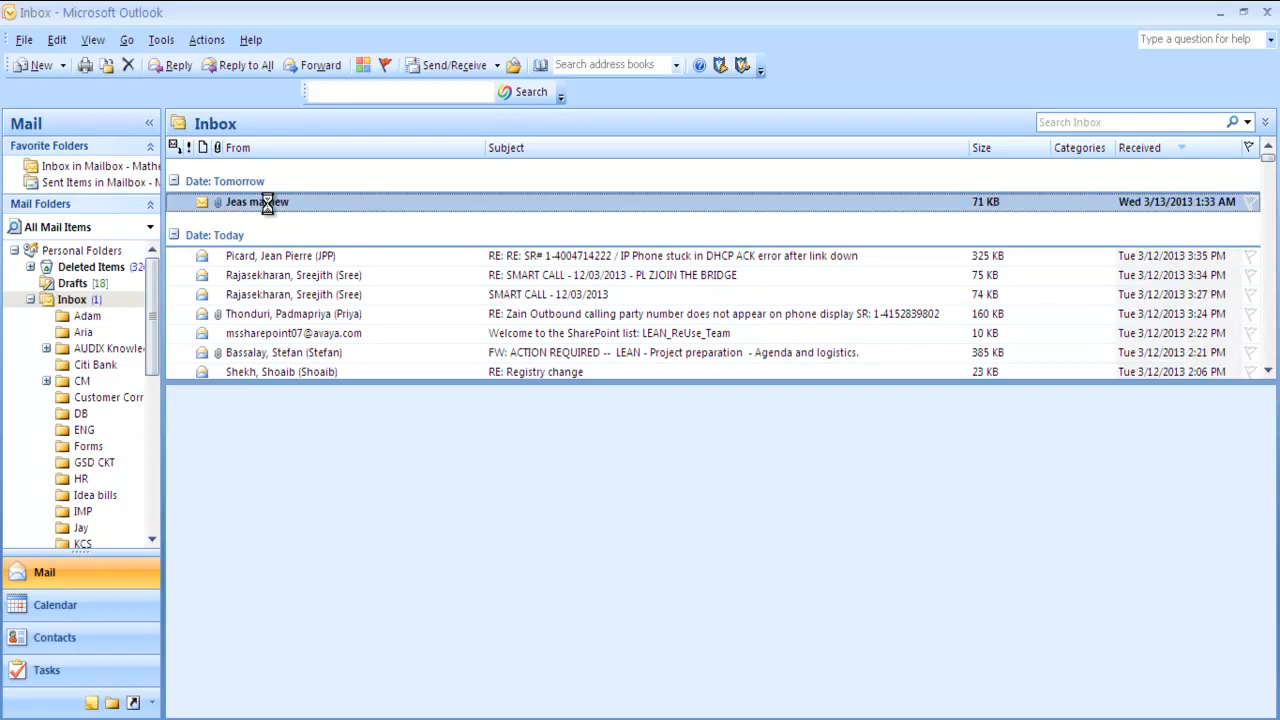 Inbox - Microsoft Outlook
File Edit View Go Tools Actions Help
Type a question for help
New Reply Reply to All Forward Send/Receive Search address books
Search
Mail
Inbox
Search Inbox
Favorite Folders
From Subject Size Categories Received
Inbox in Mailbox - Mathe
Sent Items in Mailbox - M
Date: Tomorrow
Mail Folders
Jeas 71 KB Wed 3/13/2013 1:33 AM
All Mail Items
Date: Today
Personal Folders
Picard, Jean Pierre (JPP) RE: RE: SR# 1-4004714222 / IP Phone stuck in DHCP ACK error after link down 325 KB Tue 3/12/2013 3:35 PM
Deleted Items
Rajasekharan, Sreejith (Sree) RE: SMART CALL - 12/03/2013 - PL ZJOIN THE BRIDGE 75 KB Tue 3/12/2013 3:34 PM
Drafts [18]
Rajasekharan, Sreejith (Sree) SMART CALL - 12/03/2013 74 KB Tue 3/12/2013 3:27 PM
Inbox (1)
Thonduri, Padmapriya (Priya) RE: Zain Outbound calling party number does not appear on phone display SR: 1-4152839802 160 KB Tue 3/12/2013 3:24 PM
Adam
mssharepoint07@avaya.com Welcome to the SharePoint list: LEAN_ReUse_Team 10 KB Tue 3/12/2013 2:22 PM
Aria
Bassalay, Stefan (Stefan) FW: ACTION REQUIRED -- LEAN - Project preparation - Agenda and logistics. 385 KB Tue 3/12/2013 2:21 PM
AUDIX Knowle
Shekh, Shoaib (Shoaib) RE: Registry change 23 KB Tue 3/12/2013 2:06 PM
Citi Bank
CM
Customer Corr
DB
ENG
Forms
GSD CKT
HR
Idea bills
IMP
Jay
KCS
Mail
Calendar
Contacts
Tasks